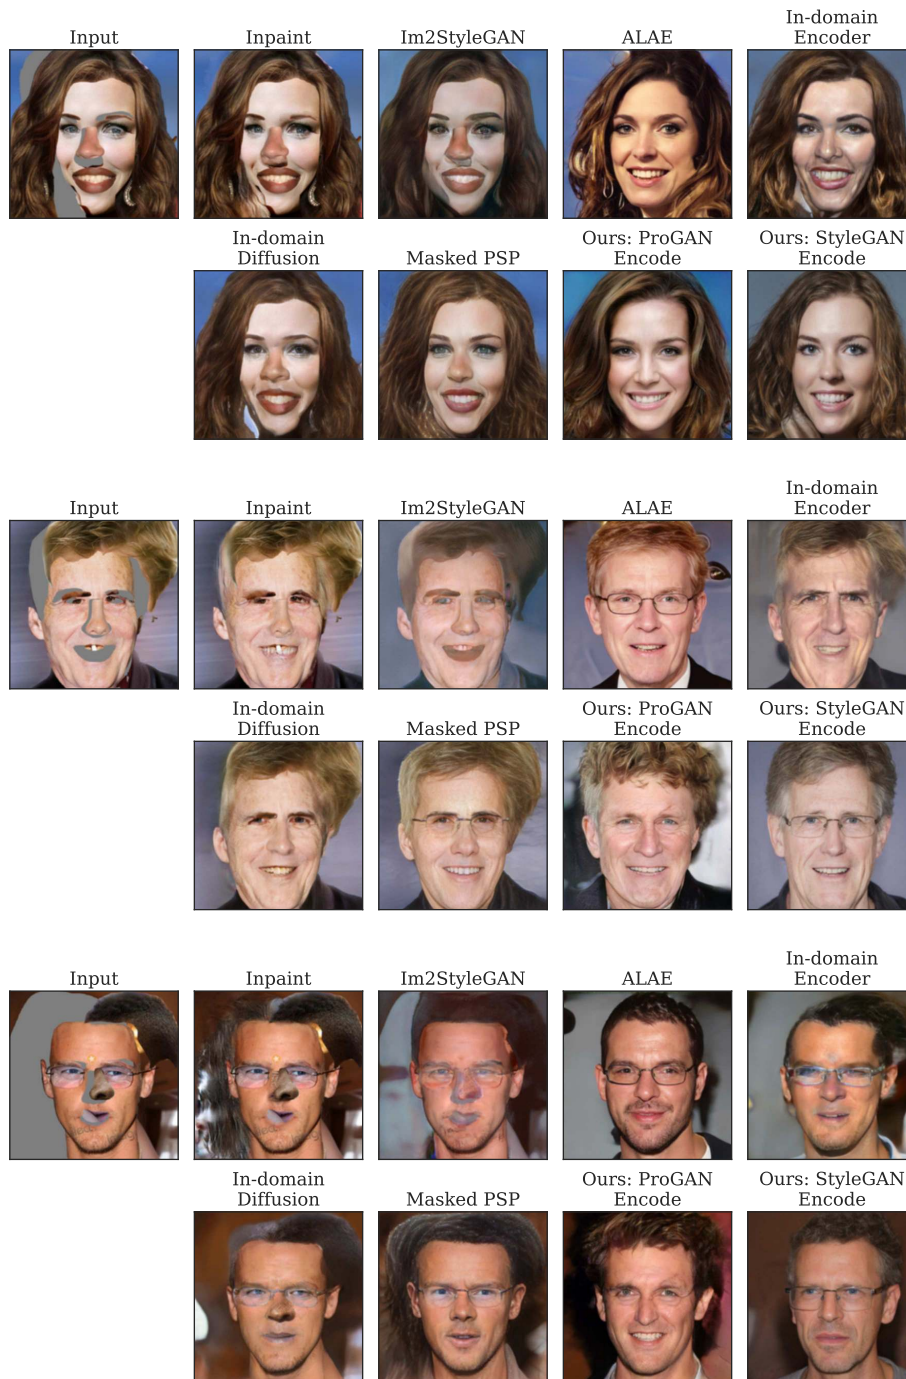 Input
Inpaint
Im2StyleGAN
ALAE
In-domain
Encoder
In-domain
Diffusion
Masked PSP
Ours: ProGAN
Encode
Ours: StyleGAN
Encode
Input
Inpaint
Im2StyleGAN
ALAE
In-domain
Encoder
In-domain
Diffusion
Masked PSP
Ours: ProGAN
Encode
Ours: StyleGAN
Encode
Input
Inpaint
Im2StyleGAN
ALAE
In-domain
Encoder
In-domain
Diffusion
Masked PSP
Ours: ProGAN
Encode
Ours: StyleGAN
Encode